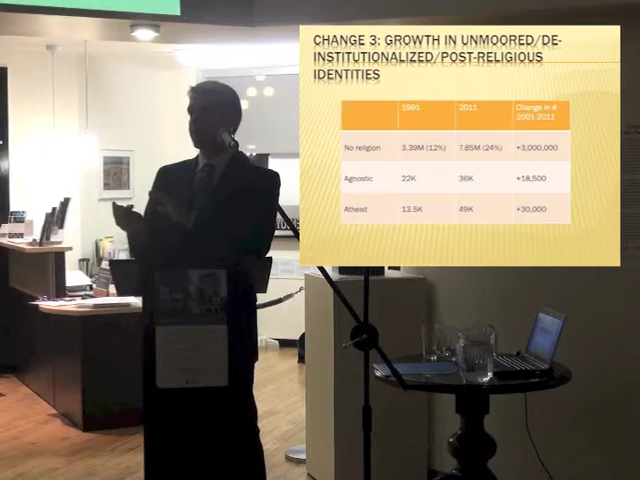 CHANGE 3: GROWTH IN UNMOORED/DE-
INSTITUTIONALIZED/POST-RELIGIOUS
IDENTITIES
1991 2011 Change in #
2001-2011
No religion 3.39M (12%) 7.85M (24%) +3,000,000
Agnostic 22K 36K +18,500
Atheist 13.5K 49K +30,000